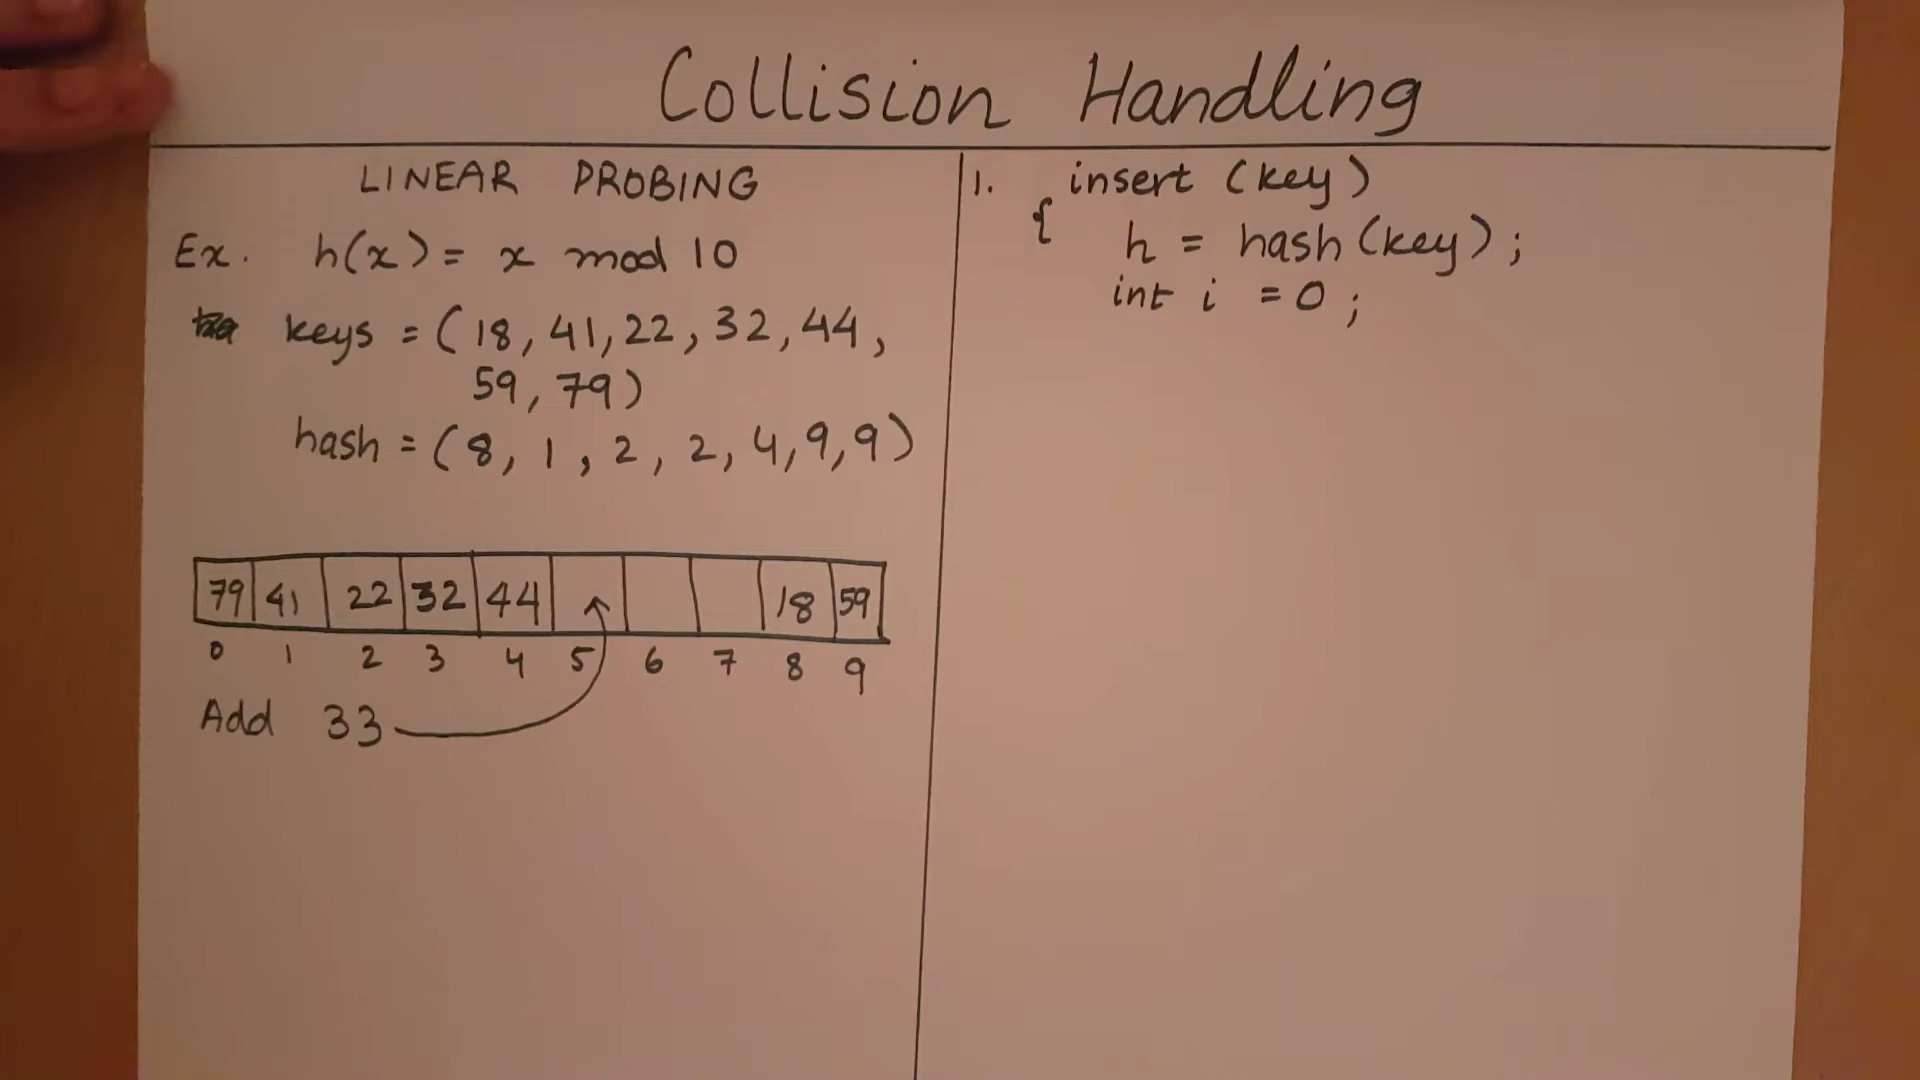 Collision Handling
LINEAR PROBING
Ex. h(x) = x mod 10
keys = (18, 41, 22, 32, 44,
59, 79)
hash = (8, 1, 2, 2, 4, 9, 9)
79 41 22 32 44 18 59
0 1 2 3 4 5 6 7 8 9
Add 33
1. insert (key)
{ h = hash (key) ;
int i = 0 ;